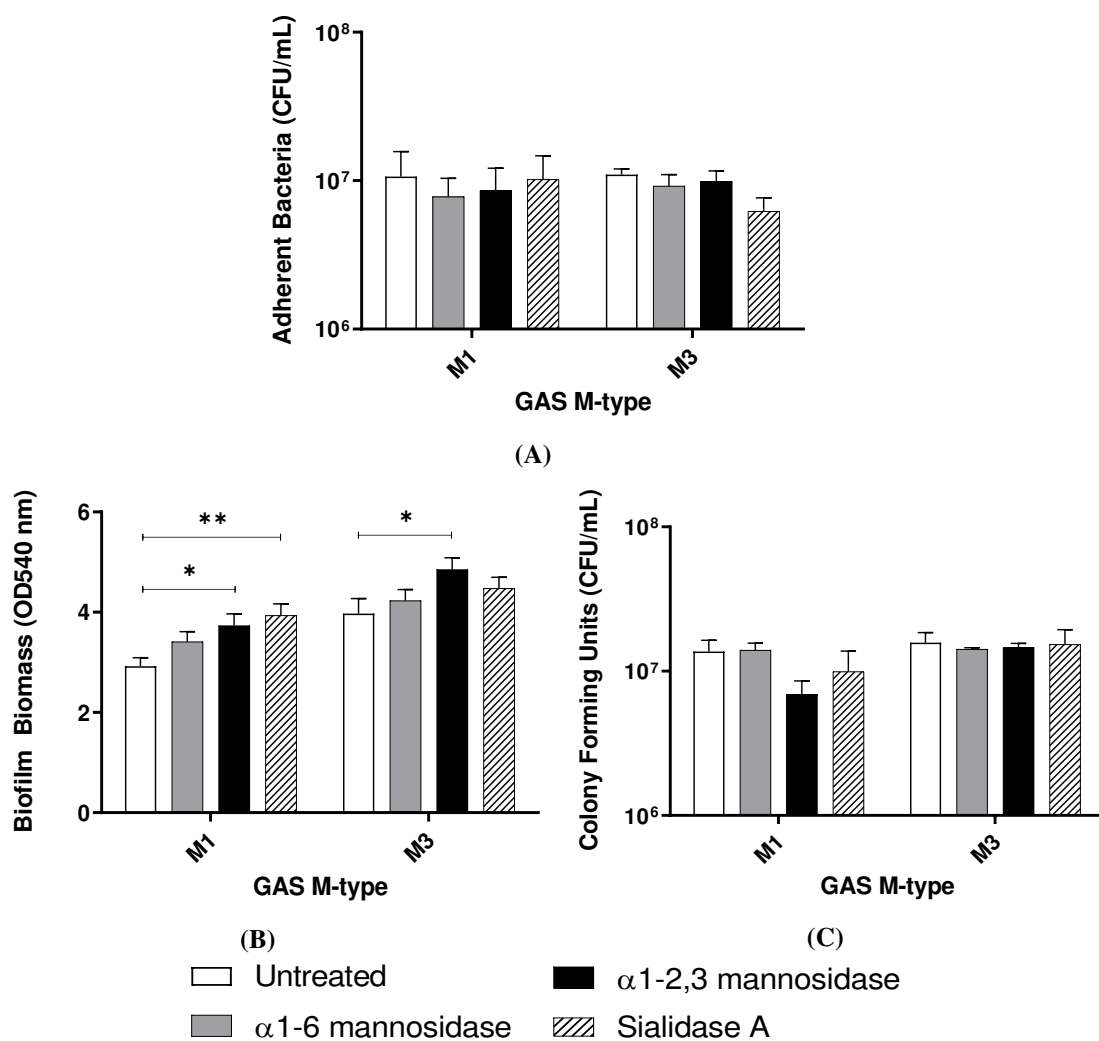 10⁸
10⁷
10⁶
Adherent Bacteria (CFU/mL)
M1
M3
GAS M-type
(A)
6
4
2
0
Biofilm Biomass (OD540 nm)
**
*
*
M1
M3
GAS M-type
(B)
10⁸
10⁷
10⁶
Colony Forming Units (CFU/mL)
M1
M3
GAS M-type
(C)
Untreated
α1-2,3 mannosidase
α1-6 mannosidase
Sialidase A